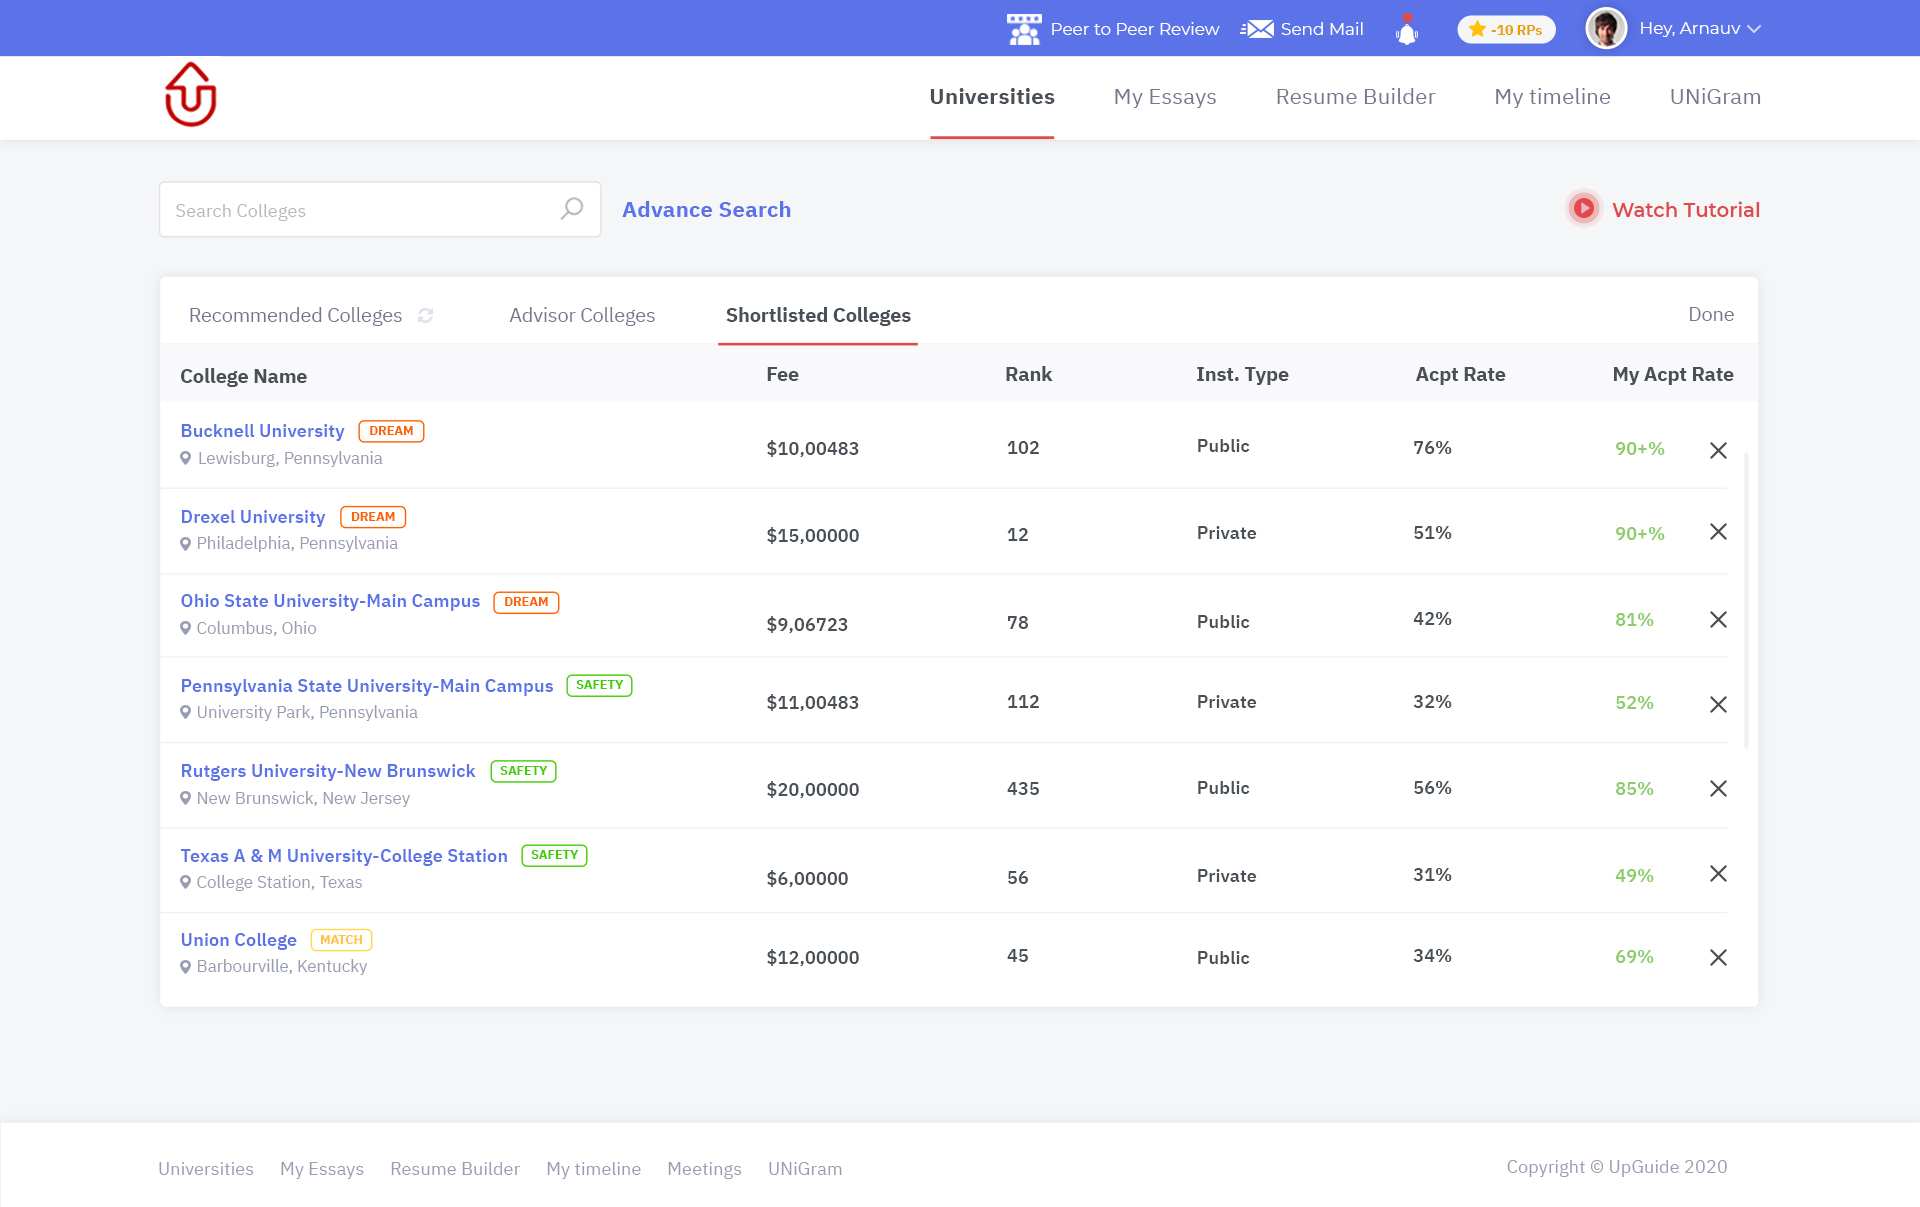 Peer to Peer Review Send Mail -10 RPs Hey, Arnauv
Universities My Essays Resume Builder My timeline UNiGram
Search Colleges Advance Search Watch Tutorial
Recommended Colleges Advisor Colleges Shortlisted Colleges Done
College Name Fee Rank Inst. Type Acpt Rate My Acpt Rate
Bucknell University DREAM
Lewisburg, Pennsylvania
$10,00483 102 Public 76% 90+%
Drexel University DREAM
Philadelphia, Pennsylvania
$15,00000 12 Private 51% 90+%
Ohio State University-Main Campus DREAM
Columbus, Ohio
$9,06723 78 Public 42% 81%
Pennsylvania State University-Main Campus SAFETY
University Park, Pennsylvania
$11,00483 112 Private 32% 52%
Rutgers University-New Brunswick SAFETY
New Brunswick, New Jersey
$20,00000 435 Public 56% 85%
Texas A & M University-College Station SAFETY
College Station, Texas
$6,00000 56 Private 31% 49%
Union College MATCH
Barbourville, Kentucky
$12,00000 45 Public 34% 69%
Universities My Essays Resume Builder My timeline Meetings UNiGram
Copyright © UpGuide 2020